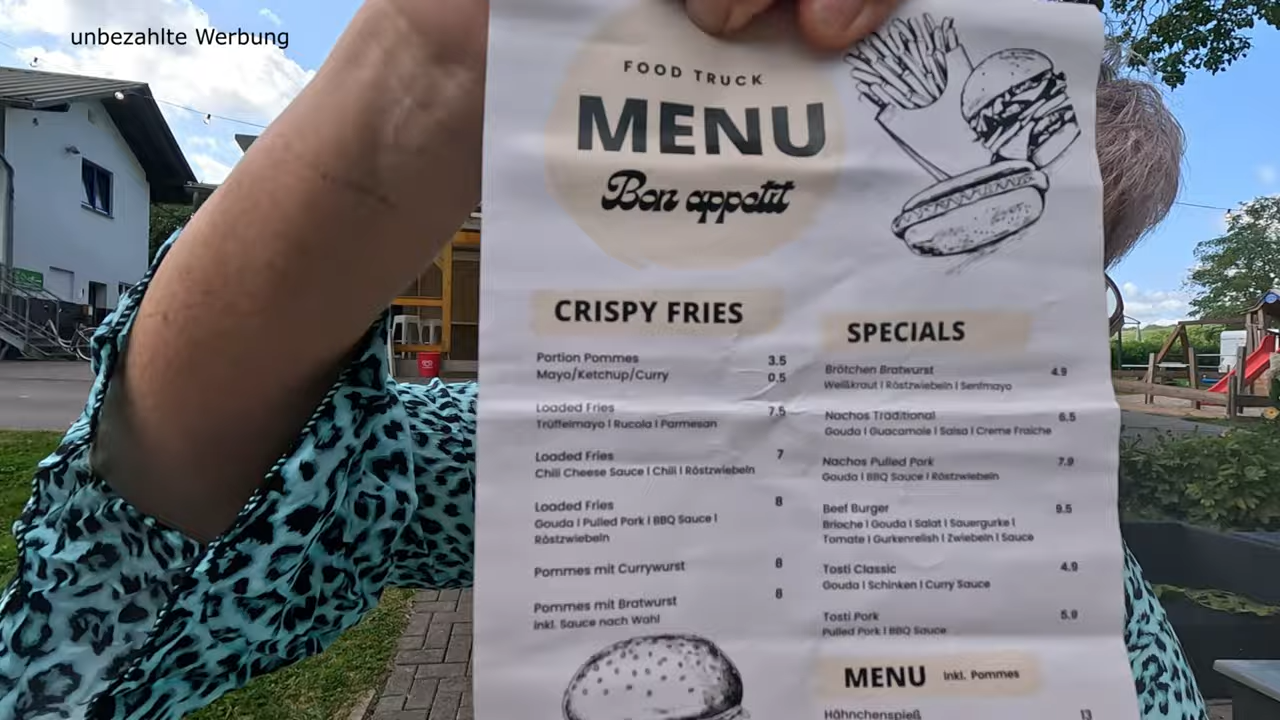 unbezahlte Werbung
FOOD TRUCK
MENU
Bon appetit
CRISPY FRIES
Portion Pommes 3.5
Mayo/Ketchup/Curry 0.5
Loaded Fries 7.5
Trüffelmayo I Rucola I Parmesan
Loaded Fries 7
Chili Cheese Sauce I Chili I Röstzwiebeln
Loaded Fries 8
Gouda I Pulled Pork I BBQ Sauce I
Röstzwiebeln
Pommes mit Currywurst 8
Pommes mit Bratwurst 8
Inkl. Sauce nach Wahl
SPECIALS
Brötchen Bratwurst 4.9
Weißkraut I Röstzwiebeln I Senfmayo
Nachos Traditional 6.5
Gouda I Guacamole I Salsa I Creme Fraiche
Nachos Pulled Pork 7.9
Gouda I BBQ Sauce I Röstzwiebeln
Beef Burger 9.5
Brioche I Gouda I Salat I Sauergurke I
Tomate I Gurkenrelish I Zwiebeln I Sauce
Tosti Classic 4.9
Gouda I Schinken I Curry Sauce
Tosti Pork 5.9
Pulled Pork I BBQ Sauce
MENU Inkl. Pommes
Hähnchenspieß 13